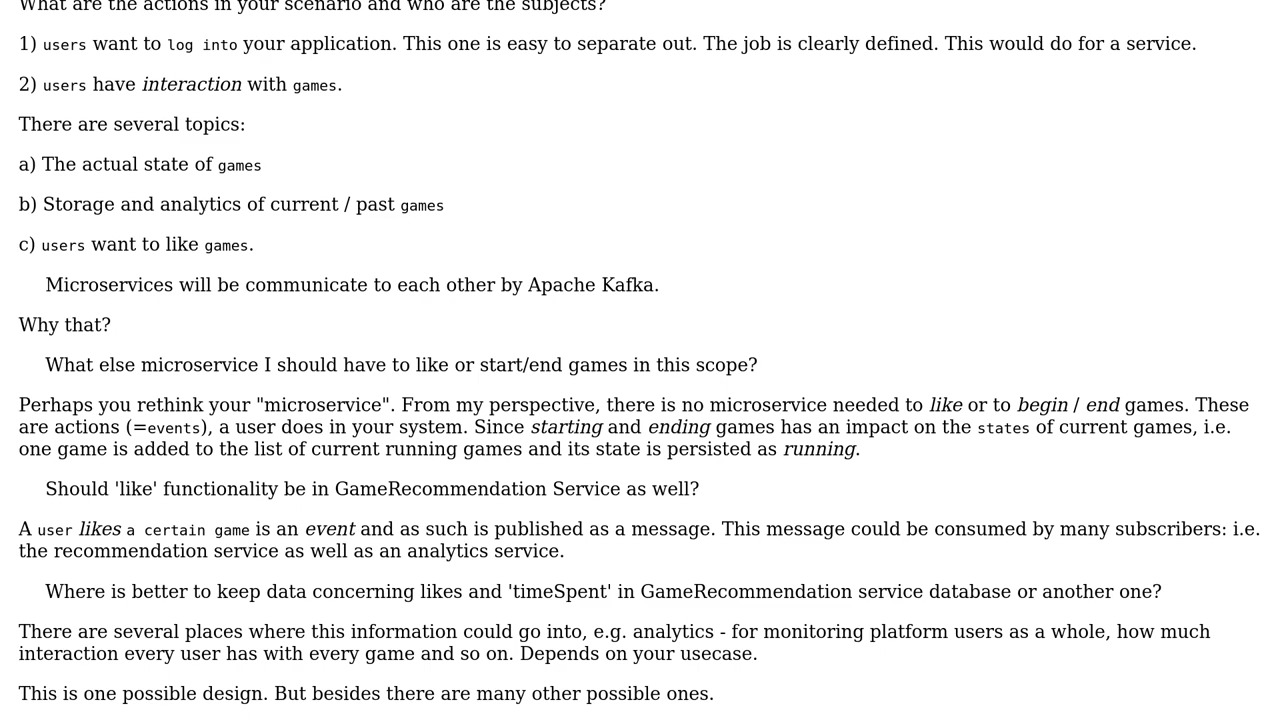 What are the actions in your scenario and who are the subjects?
1) users want to log into your application. This one is easy to separate out. The job is clearly defined. This would do for a service.
2) users have interaction with games.
There are several topics:
a) The actual state of games
b) Storage and analytics of current / past games
c) users want to like games.
Microservices will be communicate to each other by Apache Kafka.
Why that?
What else microservice I should have to like or start/end games in this scope?
Perhaps you rethink your "microservice". From my perspective, there is no microservice needed to like or to begin / end games. These
are actions (=events), a user does in your system. Since starting and ending games has an impact on the states of current games, i.e.
one game is added to the list of current running games and its state is persisted as running.
Should 'like' functionality be in GameRecommendation Service as well?
A user likes a certain game is an event and as such is published as a message. This message could be consumed by many subscribers: i.e.
the recommendation service as well as an analytics service.
Where is better to keep data concerning likes and 'timeSpent' in GameRecommendation service database or another one?
There are several places where this information could go into, e.g. analytics - for monitoring platform users as a whole, how much
interaction every user has with every game and so on. Depends on your usecase.
This is one possible design. But besides there are many other possible ones.